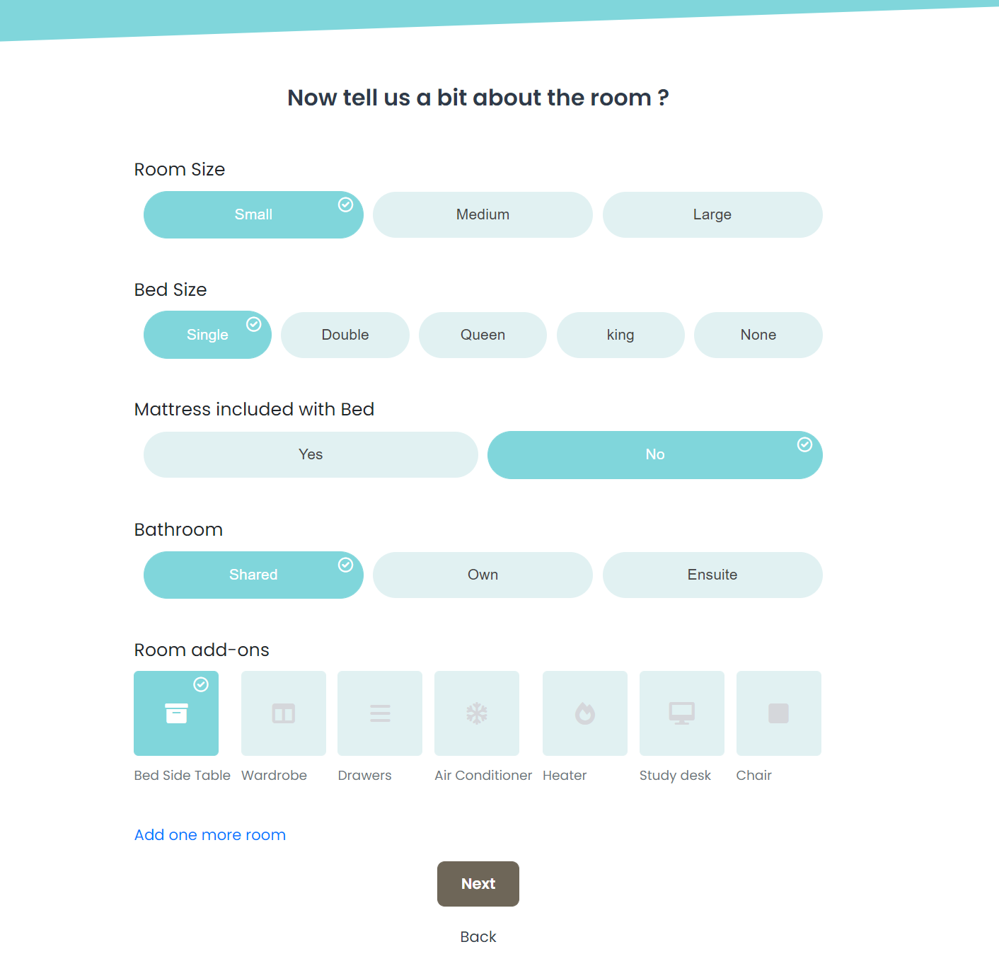 Now tell us a bit about the room ?
Room Size
Small Medium Large
Bed Size
Single Double Queen king None
Mattress included with Bed
Yes No
Bathroom
Shared Own Ensuite
Room add-ons
Bed Side Table Wardrobe Drawers Air Conditioner Heater Study desk Chair
Add one more room
Next
Back